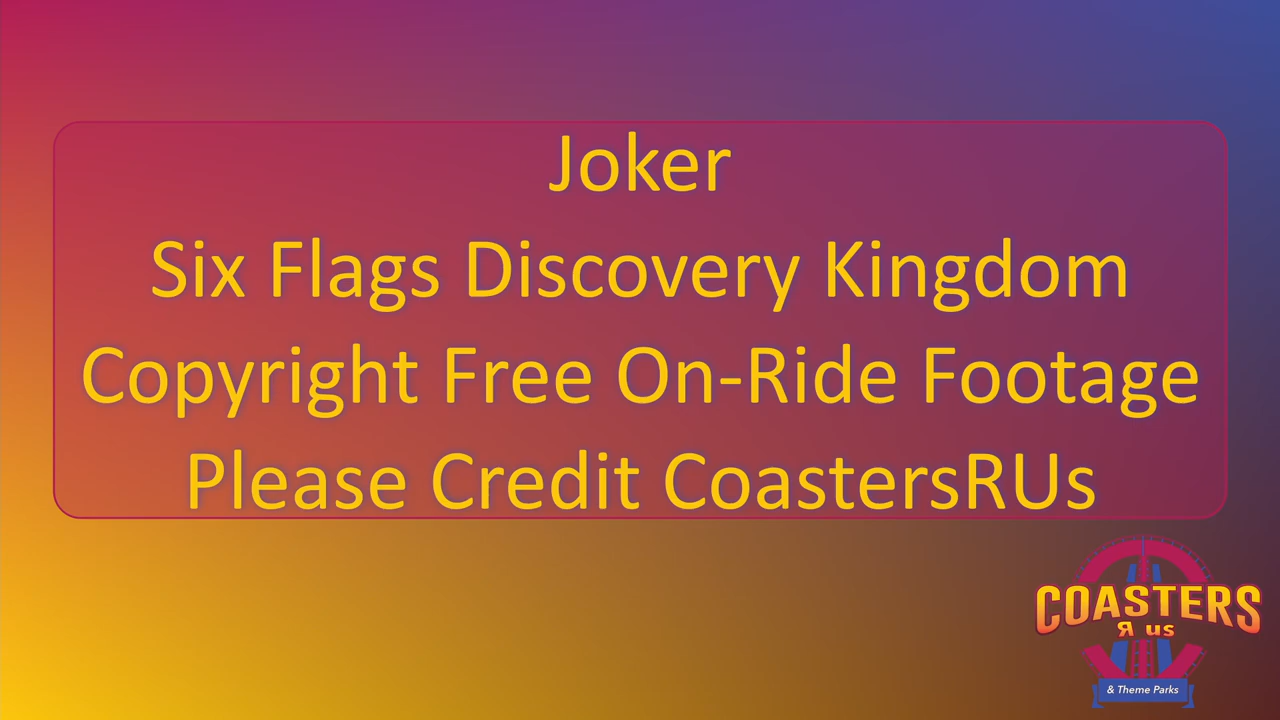 Joker
Six Flags Discovery Kingdom
Copyright Free On-Ride Footage
Please Credit CoastersRUs
COASTERS
Я us
& Theme Parks